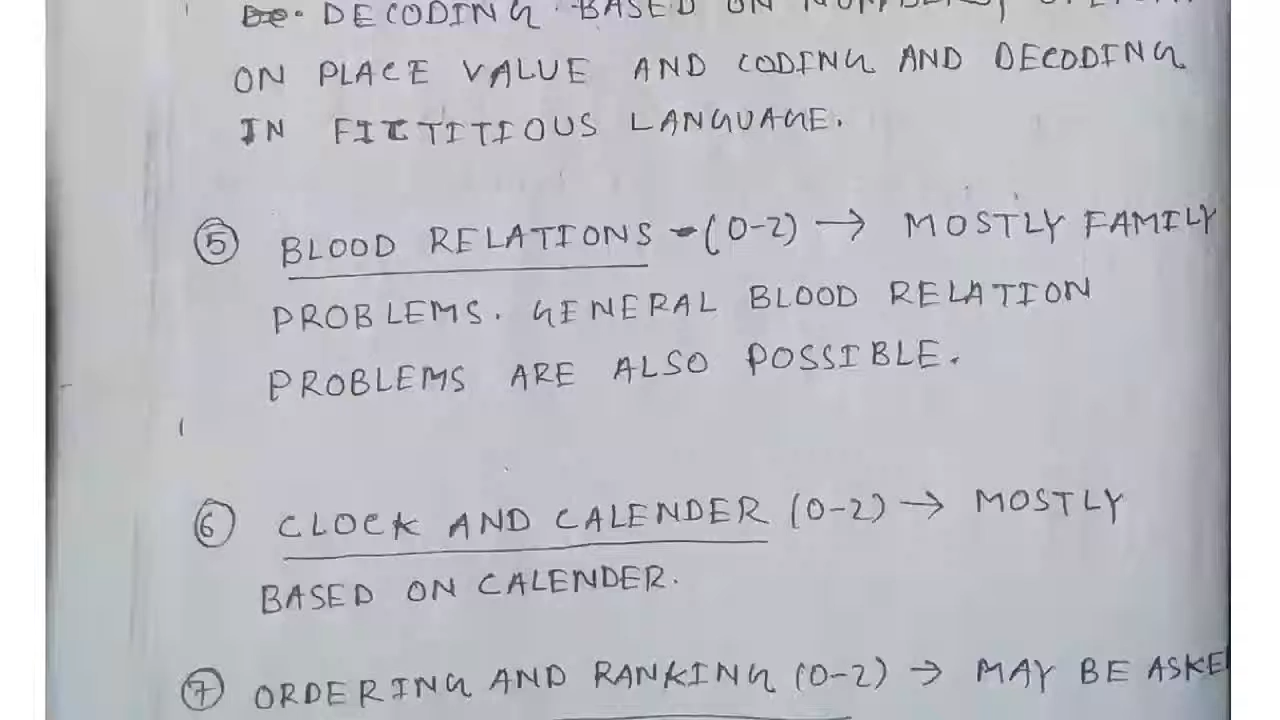 DECODING BASED ON
ON PLACE VALUE AND CODING AND DECODING
IN FICTITIOUS LANGUAGE.
5 BLOOD RELATIONS - (0-2) → MOSTLY FAMILY
PROBLEMS. GENERAL BLOOD RELATION
PROBLEMS ARE ALSO POSSIBLE.
6 CLOCK AND CALENDER (0-2) → MOSTLY
BASED ON CALENDER.
7 ORDERING AND RANKING (0-2) → MAY BE ASKE